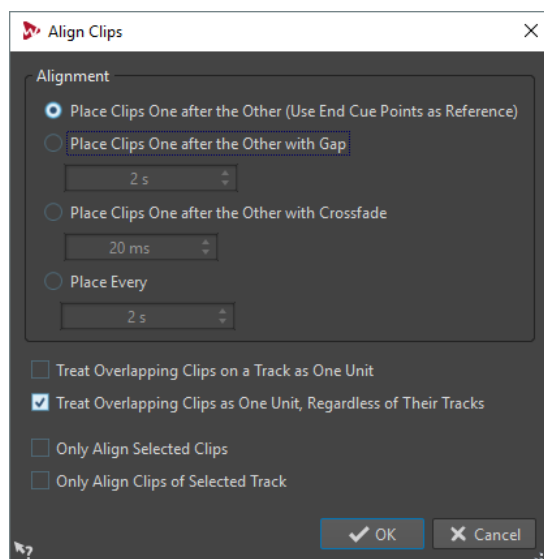 Align Clips
Alignment
Place Clips One after the Other (Use End Cue Points as Reference)
Place Clips One after the Other with Gap
2 s
Place Clips One after the Other with Crossfade
20 ms
Place Every
2 s
Treat Overlapping Clips on a Track as One Unit
Treat Overlapping Clips as One Unit, Regardless of Their Tracks
Only Align Selected Clips
Only Align Clips of Selected Track
OK
Cancel
?